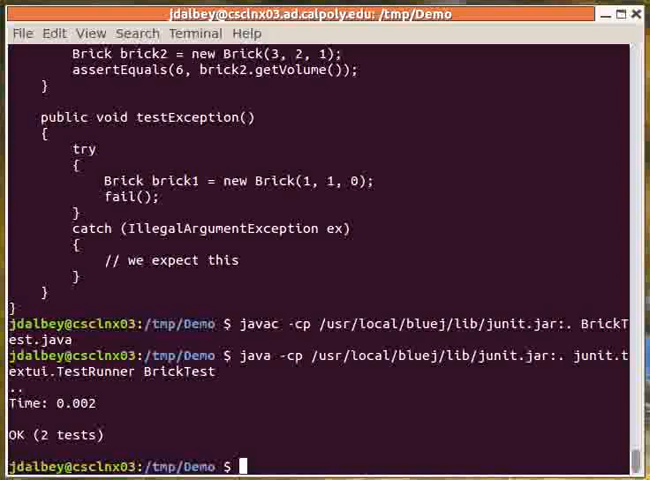 jdalbey@csclnx03.ad.calpoly.edu: /tmp/Demo
File Edit View Search Terminal Help
Brick brick2 = new Brick(3, 2, 1);
assertEquals(6, brick2.getVolume());
}
public void testException()
{
try
{
Brick brick1 = new Brick(1, 1, 0);
fail();
}
catch (IllegalArgumentException ex)
{
// we expect this
}
}
}
jdalbey@csclnx03:/tmp/Demo $ javac -cp /usr/local/bluej/lib/junit.jar:. BrickT
est.java
jdalbey@csclnx03:/tmp/Demo $ java -cp /usr/local/bluej/lib/junit.jar:. junit.t
extui.TestRunner BrickTest
..
Time: 0.002
OK (2 tests)
jdalbey@csclnx03:/tmp/Demo $